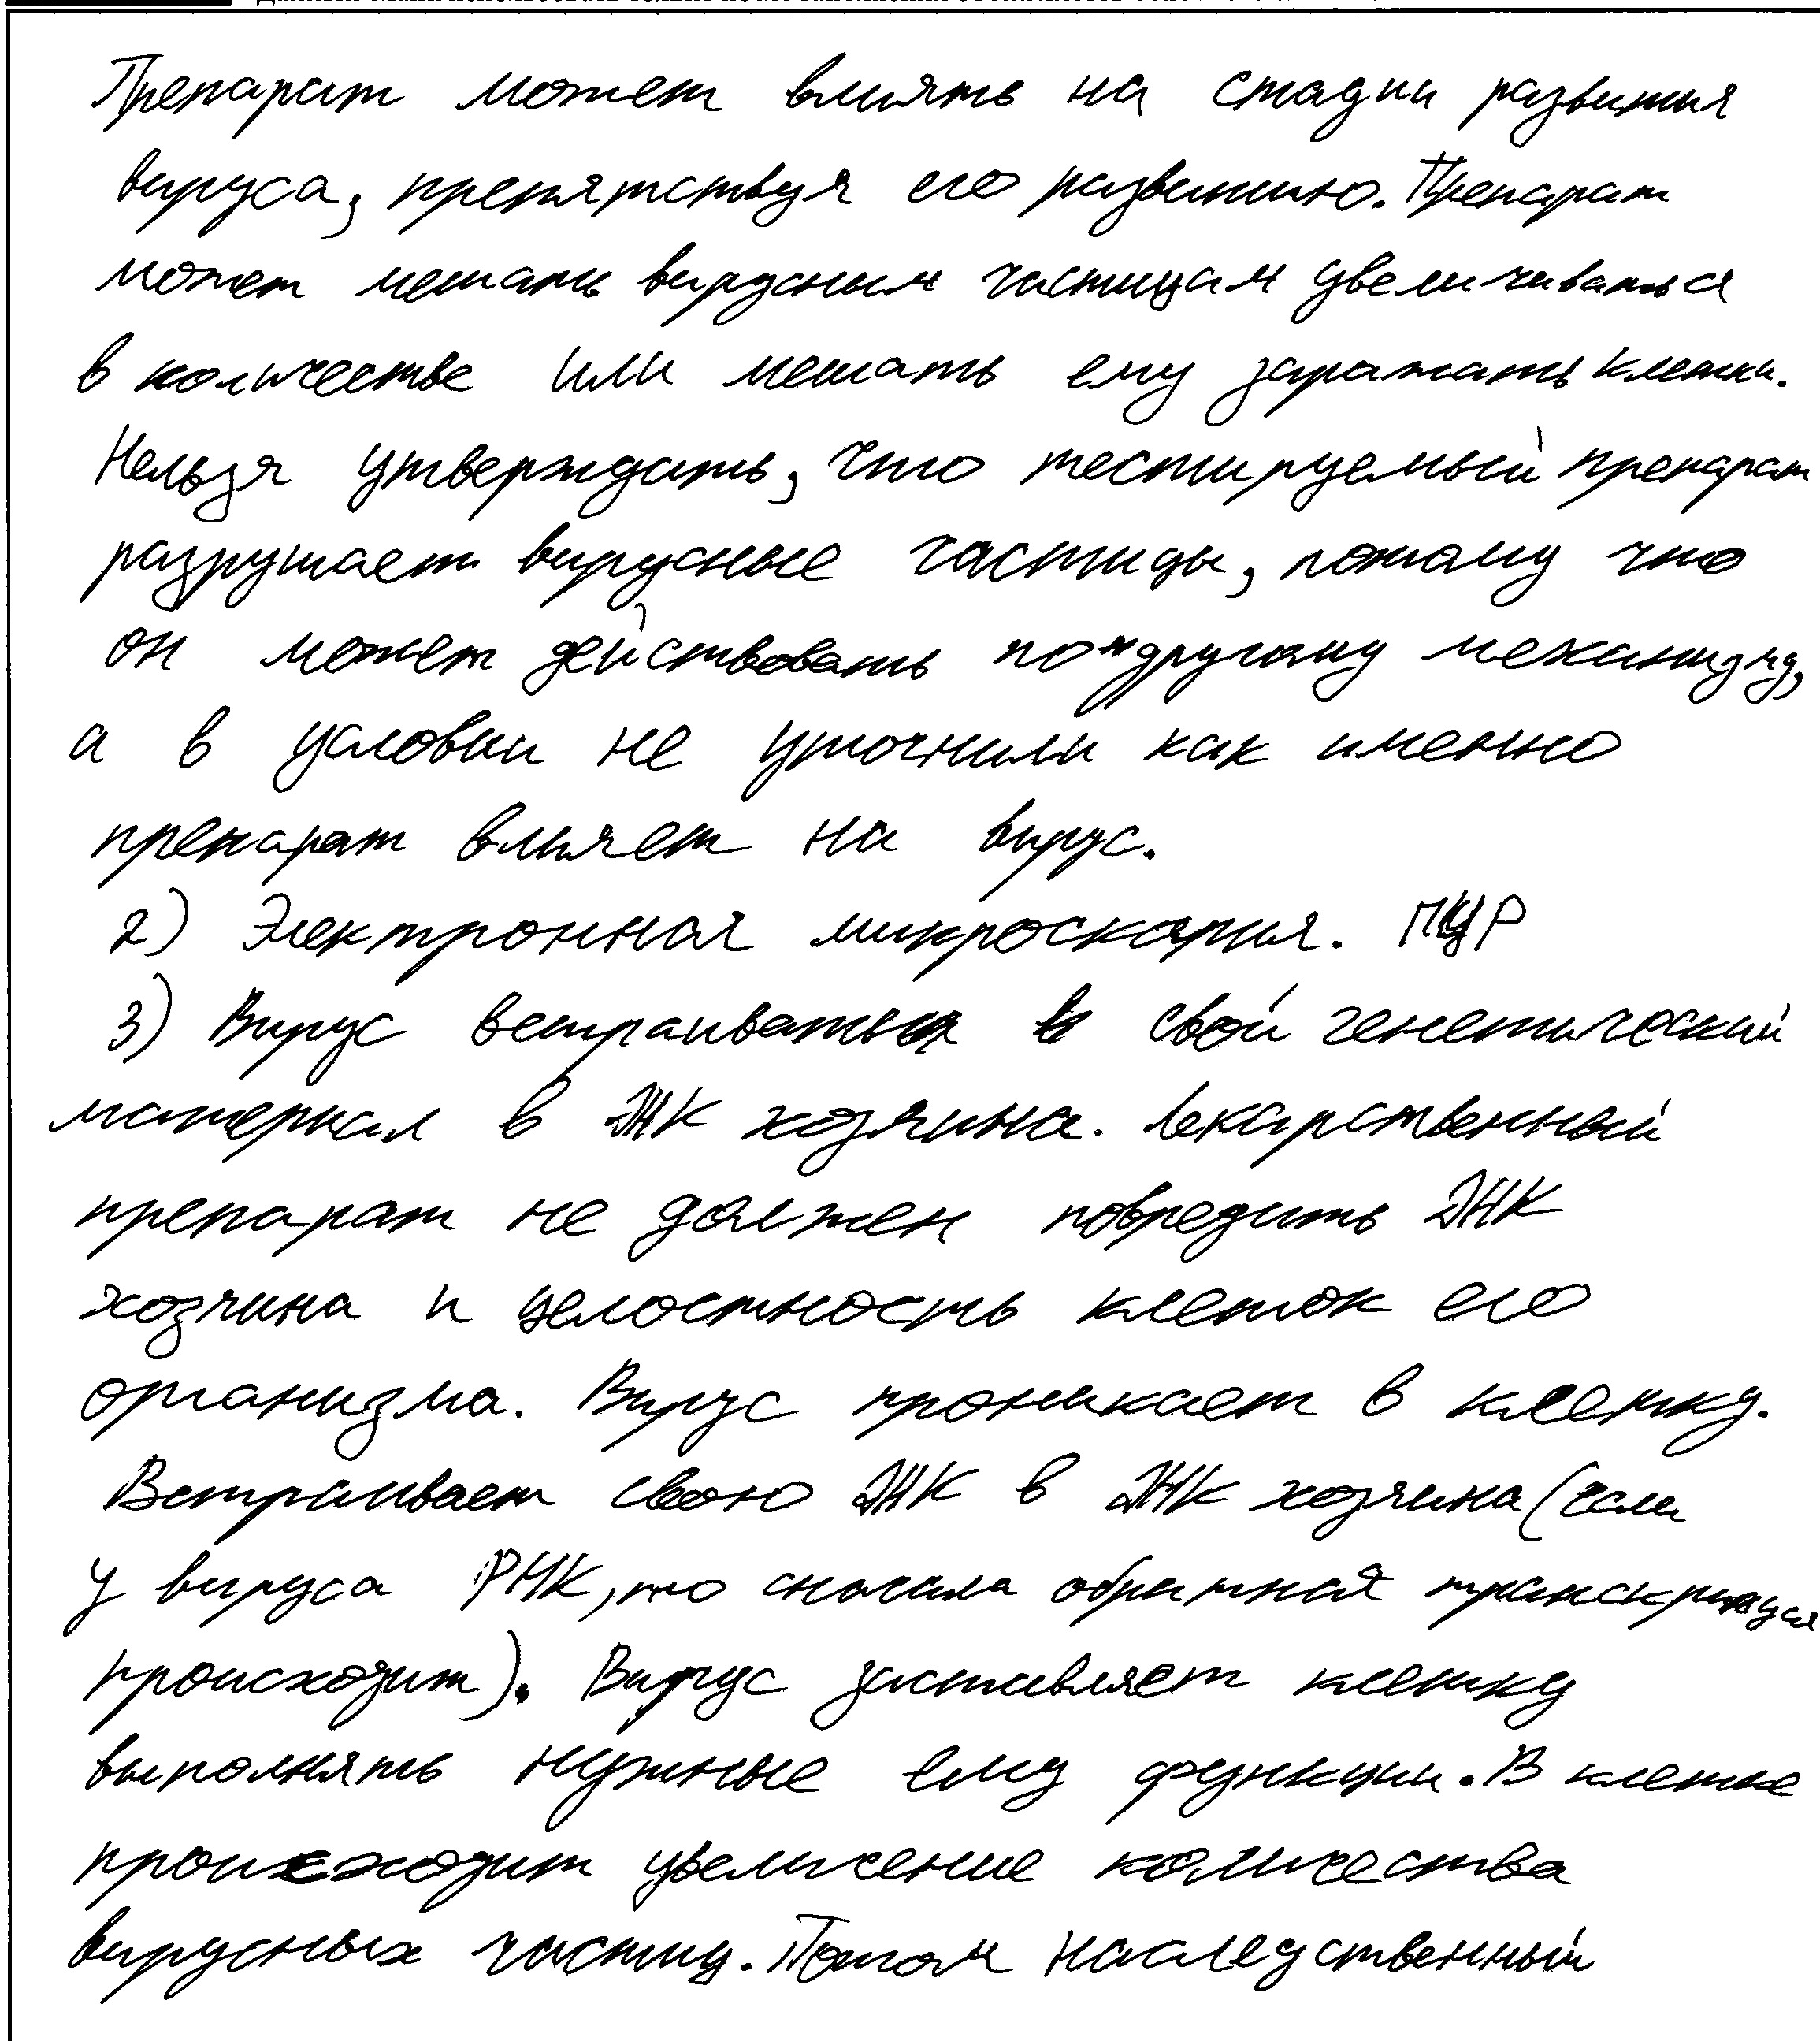 Препарат может влиять на стадии развития
вируса, препятствуя его развитию. Препарат
может мешать вирусным частицам увеличиваться
в количестве или мешать ему заражать клетки.
Нельзя утверждать, что тестируемый препарат
разрушает вирусные частицы, потому что
он может действовать по другому механизму,
а в условии не уточнили как именно
препарат влияет на вирус.
2) Электронная микроскопия. ПЦР
3) Вирус встраивать свой генетический
материал в ДНК хозяина. Лекарственный
препарат не должен повредить ДНК
хозяина и целостность клеток его
организма. Вирус проникает в клетку.
Встраивает свою ДНК в ДНК хозяина (если
у вируса РНК, то сначала обратная транскрипция
происходит). Вирус заставляет клетку
выполнять нужные ему функции. В клетке
происходит увеличение количества
вирусных частиц. Потом наследственный